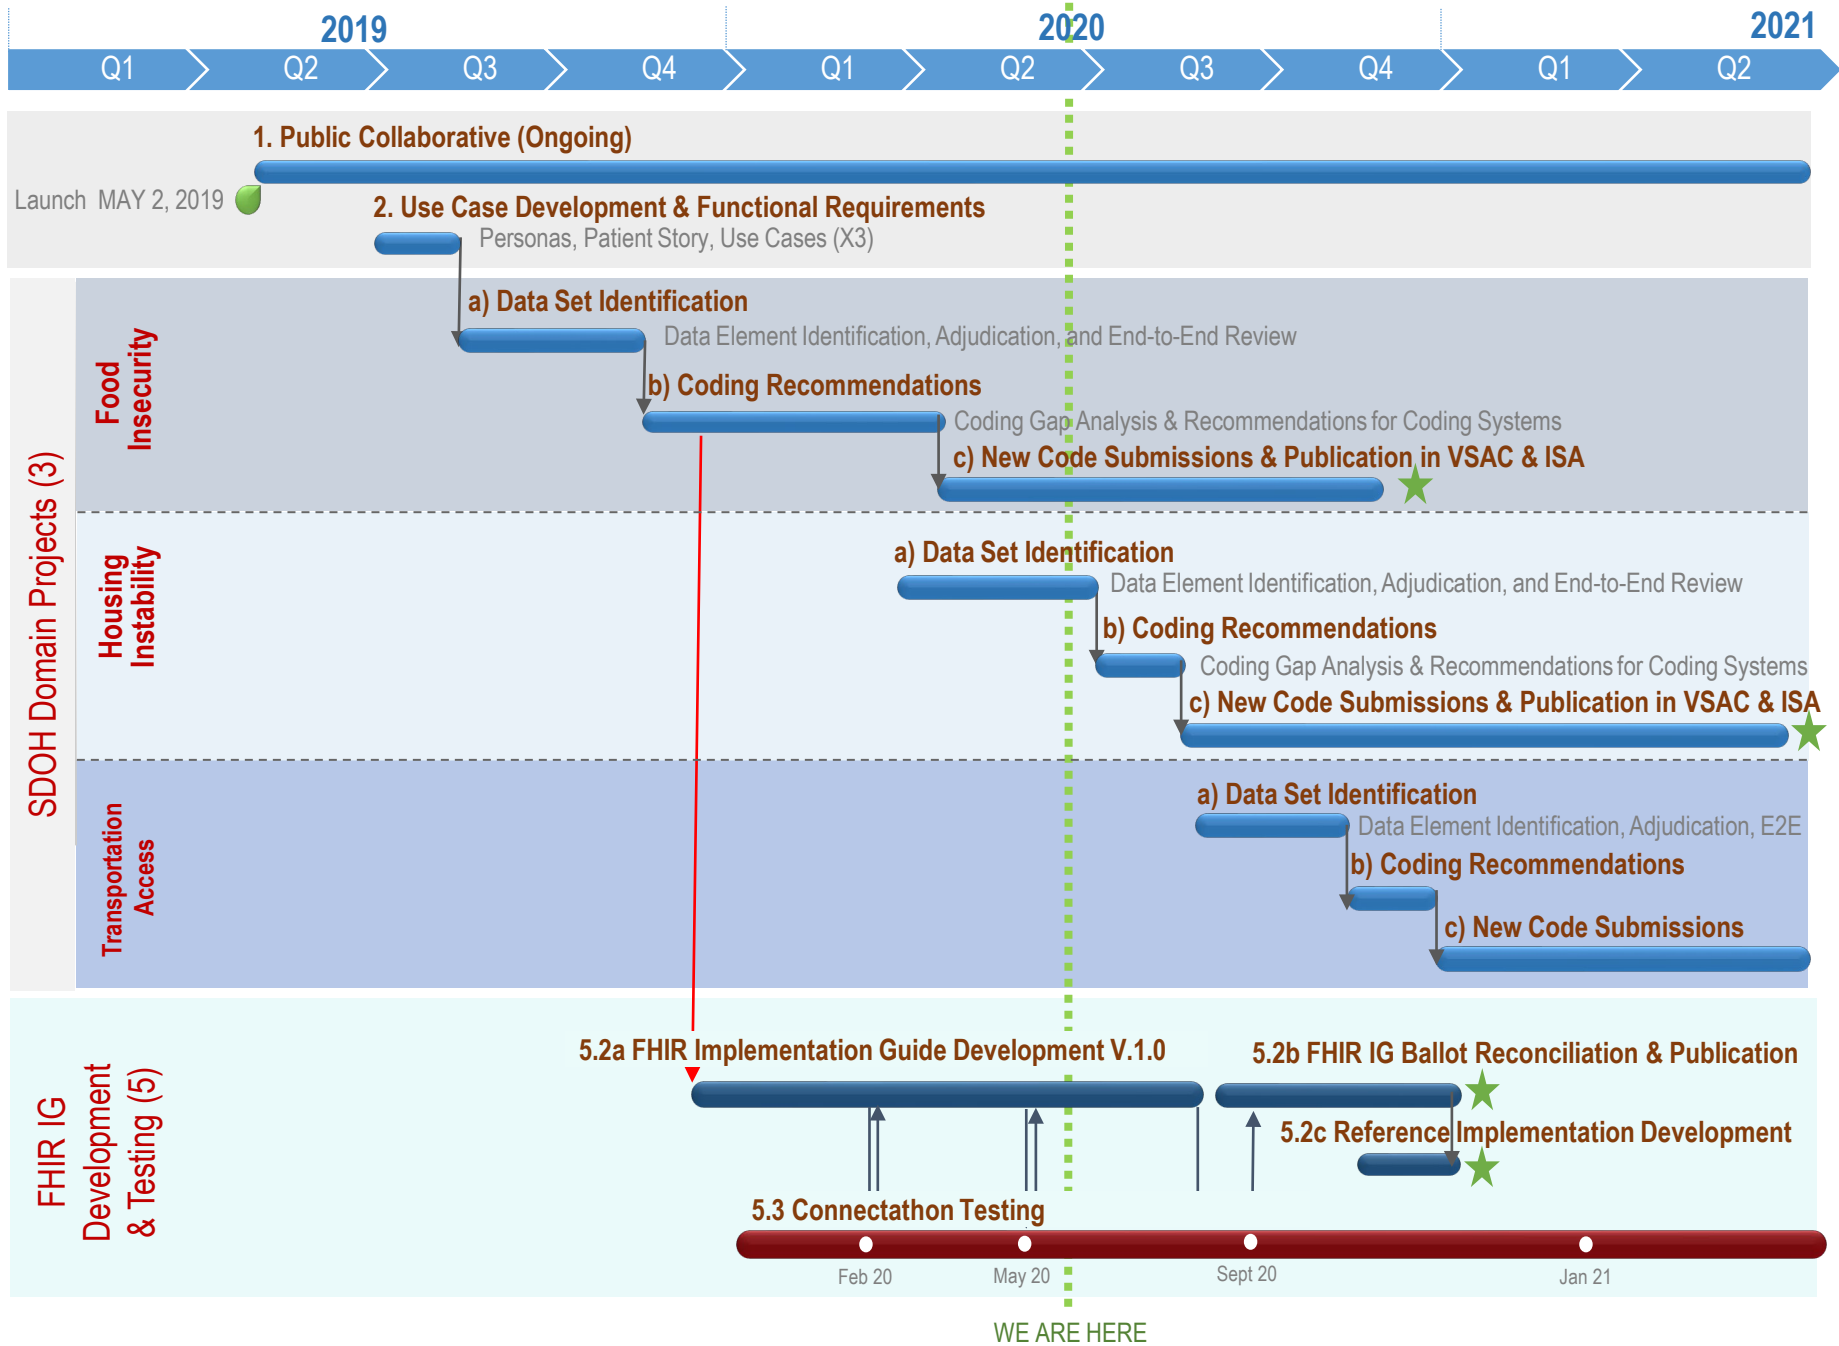 2019
2020
2021
Q1
Q2
Q3
Q4
Q1
Q2
Q3
Q4
Q1
Q2
1. Public Collaborative (Ongoing)
Launch MAY 2, 2019
2. Use Case Development & Functional Requirements
Personas, Patient Story, Use Cases (X3)
SDOH Domain Projects (3)
Food
Insecurity
a) Data Set Identification
Data Element Identification, Adjudication, and End-to-End Review
b) Coding Recommendations
Coding Gap Analysis & Recommendations for Coding Systems
c) New Code Submissions & Publication in VSAC & ISA
Housing
Instability
a) Data Set Identification
Data Element Identification, Adjudication, and End-to-End Review
b) Coding Recommendations
Coding Gap Analysis & Recommendations for Coding Systems
c) New Code Submissions & Publication in VSAC & ISA
Transportation
Access
a) Data Set Identification
Data Element Identification, Adjudication, E2E
b) Coding Recommendations
c) New Code Submissions
FHIR IG
Development
& Testing (5)
5.2a FHIR Implementation Guide Development V.1.0
5.2b FHIR IG Ballot Reconciliation & Publication
5.2c Reference Implementation Development
5.3 Connectathon Testing
Feb 20
May 20
Sept 20
Jan 21
WE ARE HERE